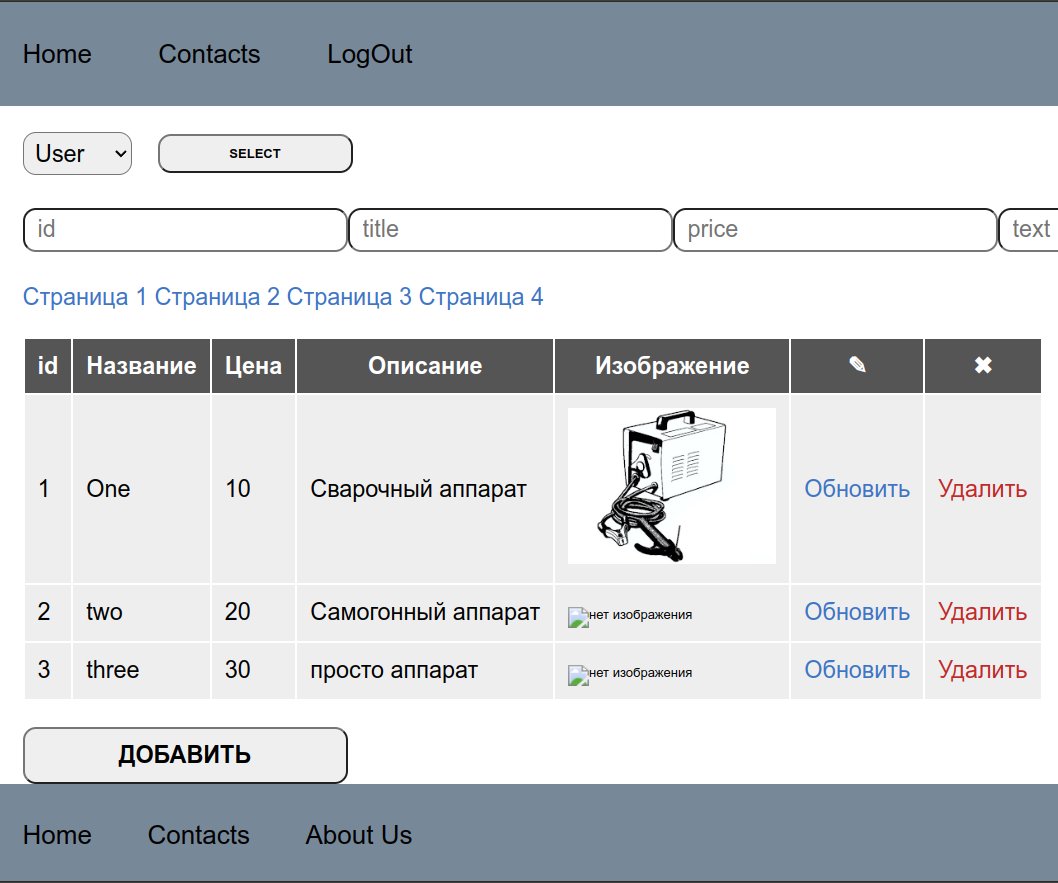 Home Contacts LogOut
User SELECT
id title price text
Страница 1 Страница 2 Страница 3 Страница 4
id Название Цена Описание Изображение ✎ ✖
1 One 10 Сварочный аппарат Обновить Удалить
2 two 20 Самогонный аппарат нет изображения Обновить Удалить
3 three 30 просто аппарат нет изображения Обновить Удалить
ДОБАВИТЬ
Home Contacts About Us